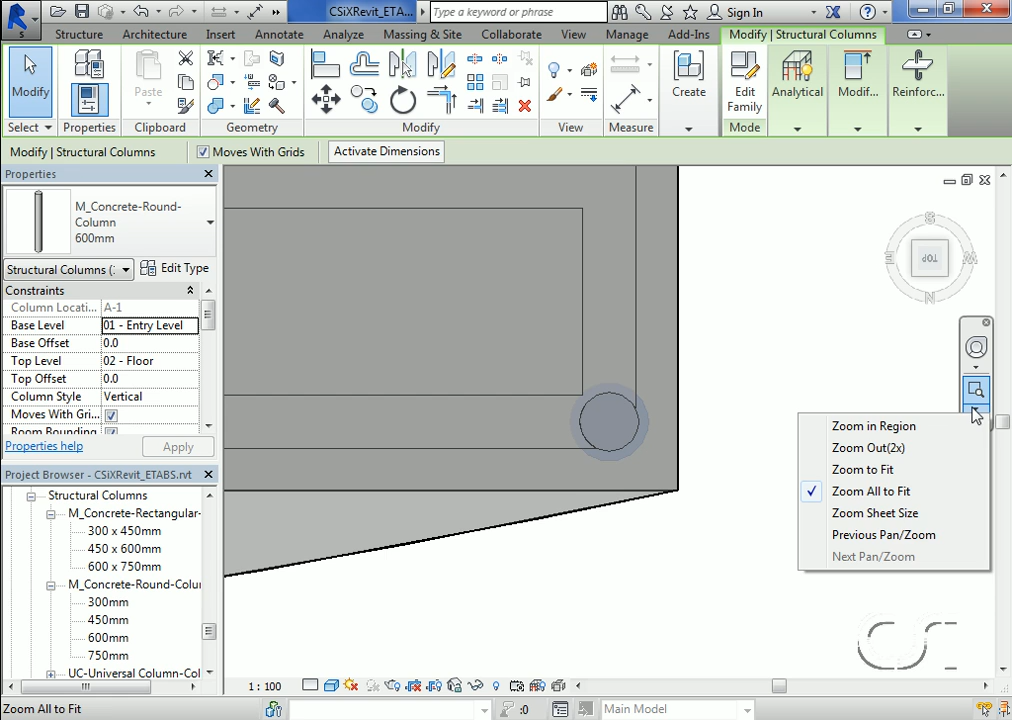 CSiXRevit_ETA...
Type a keyword or phrase
Sign In
S
Structure
Architecture
Insert
Annotate
Analyze
Massing & Site
Collaborate
View
Manage
Add-Ins
Modify | Structural Columns
Modify
Paste
Create
Edit
Family
Analytical
Modif...
Reinforc...
Select
Properties
Clipboard
Geometry
Modify
View
Measure
Mode
Modify | Structural Columns
Moves With Grids
Activate Dimensions
Properties
M_Concrete-Round-
Column
600mm
Structural Columns (
Edit Type
Constraints
Column Locati... A-1
Base Level 01 - Entry Level
Base Offset 0.0
Top Level 02 - Floor
Top Offset 0.0
Column Style Vertical
Moves With Gri...
Room Bounding
Properties help
Apply
Project Browser - CSiXRevit_ETABS.rvt
Structural Columns
M_Concrete-Rectangular-
300 x 450mm
450 x 600mm
600 x 750mm
M_Concrete-Round-Colu
300mm
450mm
600mm
750mm
UC-Universal Column-Col
S
E
TOP
W
N
Zoom in Region
Zoom Out(2x)
Zoom to Fit
Zoom All to Fit
Zoom Sheet Size
Previous Pan/Zoom
Next Pan/Zoom
CSI
1 : 100
Zoom All to Fit
:0
Main Model